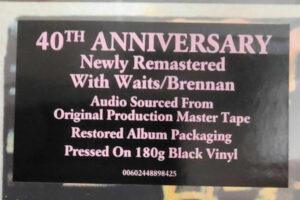 40TH ANNIVERSARY
Newly Remastered
With Waits/Brennan
Audio Sourced From
Original Production Master Tape
Restored Album Packaging
Pressed On 180g Black Vinyl
00602448898425